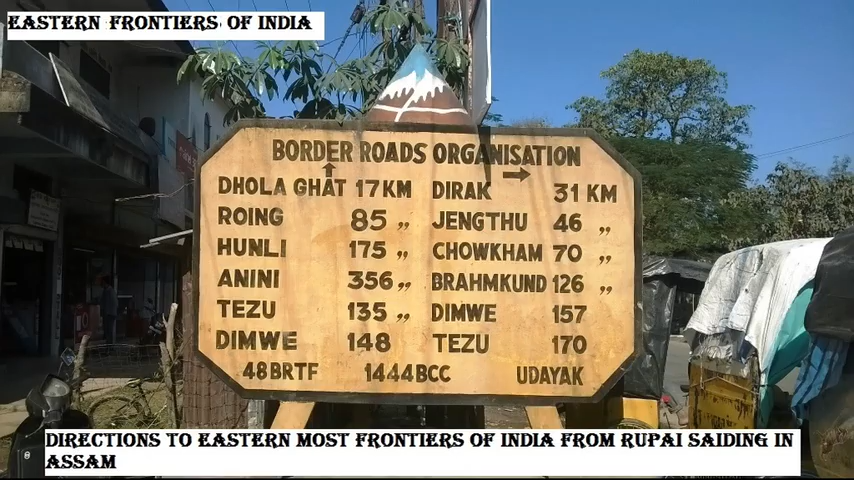 EASTERN FRONTIERS OF INDIA
BORDER ROADS ORGANISATION
↑ →
DHOLA GHAT 17 KM DIRAK 31 KM
ROING 85 ,, JENGTHU 46 ,,
HUNLI 175 ,, CHOWKHAM 70 ,,
ANINI 356 ,, BRAHMKUND 126 ,,
TEZU 135 ,, DIMWE 157
DIMWE 148 TEZU 170
48BRTF 1444BCC UDAYAK
DIRECTIONS TO EASTERN MOST FRONTIERS OF INDIA FROM RUPAI SAIDING IN
ASSAM